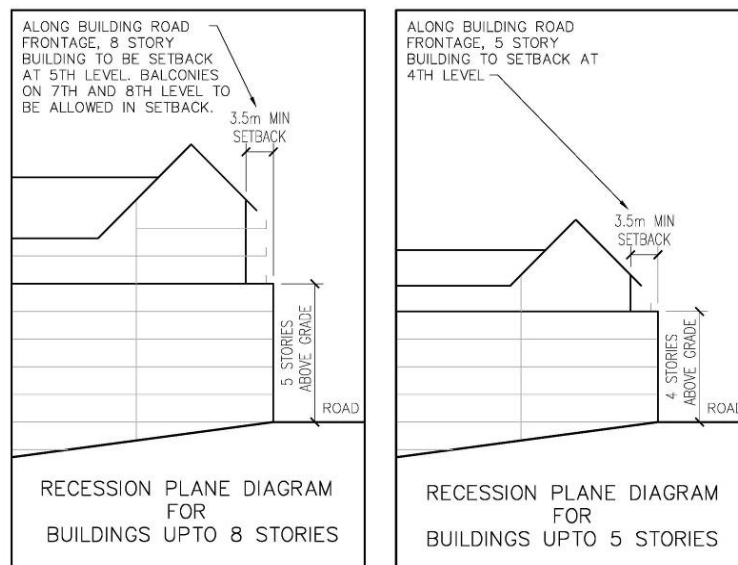 ALONG BUILDING ROAD
FRONTAGE, 8 STORY
BUILDING TO BE SETBACK
AT 5TH LEVEL. BALCONIES
ON 7TH AND 8TH LEVEL TO
BE ALLOWED IN SETBACK.
3.5m MIN
SETBACK
5 STORIES
ABOVE GRADE
ROAD
RECESSION PLANE DIAGRAM
FOR
BUILDINGS UPTO 8 STORIES
ALONG BUILDING ROAD
FRONTAGE, 5 STORY
BUILDING TO SETBACK AT
4TH LEVEL
3.5m MIN
SETBACK
4 STORIES
ABOVE GRADE
ROAD
RECESSION PLANE DIAGRAM
FOR
BUILDINGS UPTO 5 STORIES